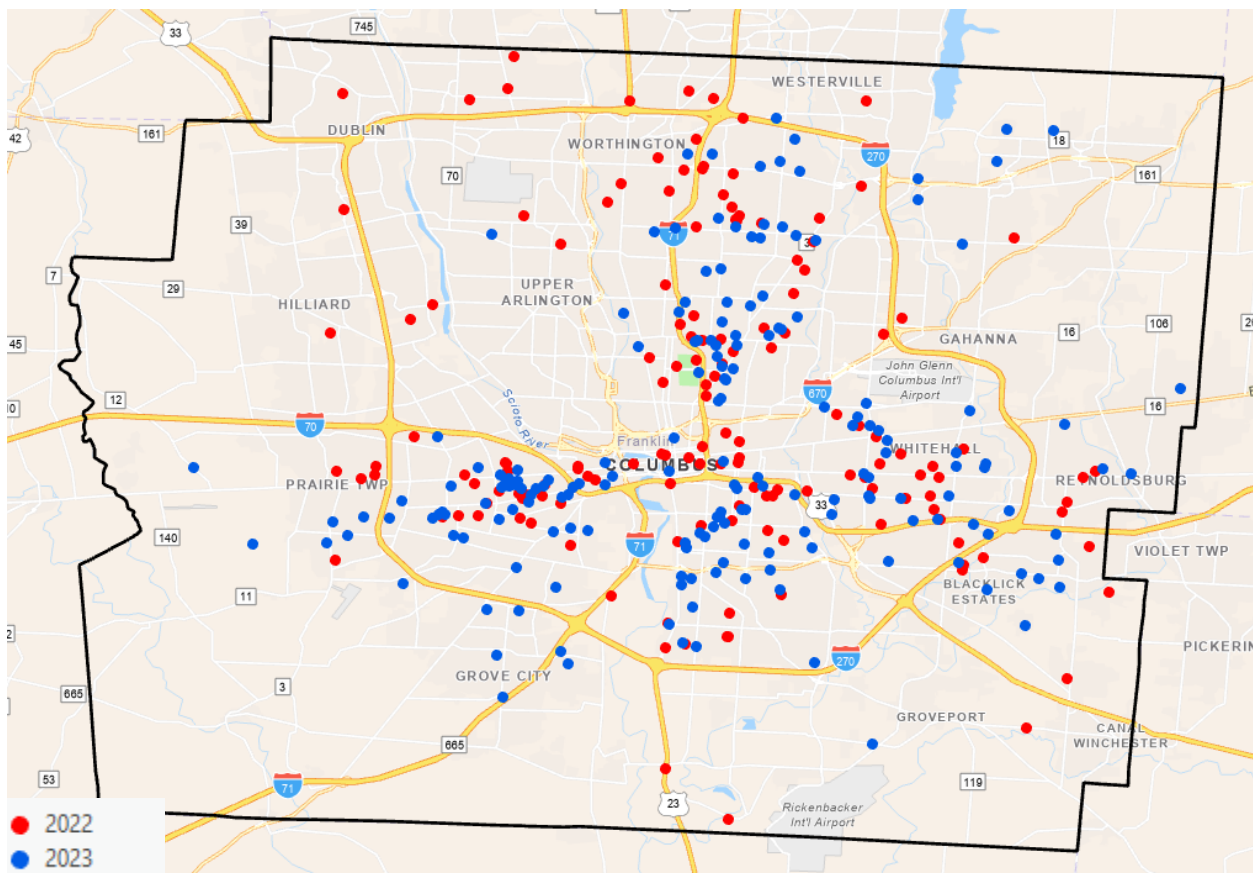 745
33
WESTERVILLE
161
42
DUBLIN
WORTHINGTON
18
270
70
161
39
71
3
7
UPPER
ARLINGTON
29
HILLIARD
106
16
GAHANNA
45
John Glenn
Columbus Int'l
Airport
Scioto River
670
12
16
70
Franklin
WHITEHALL
COLUMBUS
PRAIRIE TWP
REYNOLDSBURG
33
140
71
VIOLET TWP
BLACKLICK
ESTATES
11
PICKERIN
270
GROVE CITY
665
3
GROVEPORT
CANAL
WINCHESTER
665
53
71
119
23
Rickenbacker
Int'l Airport
2022
2023